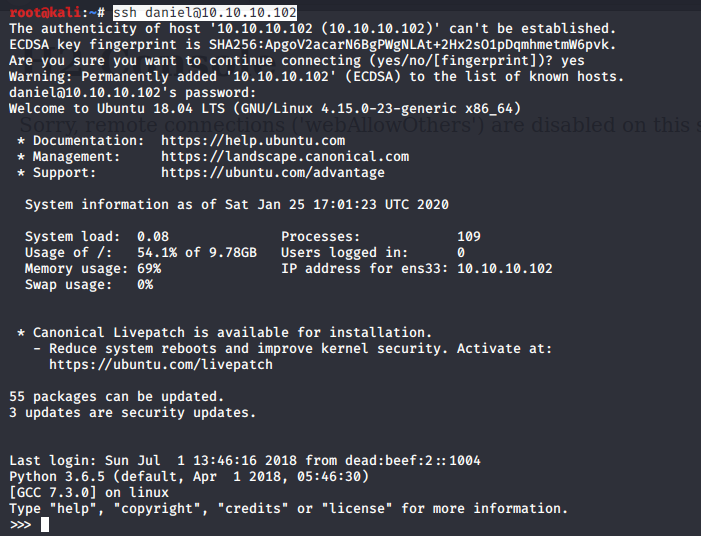 root@kali:~# ssh daniel@10.10.10.102
The authenticity of host '10.10.10.102 (10.10.10.102)' can't be established.
ECDSA key fingerprint is SHA256:ApgoV2acarN6BgPWgNLAt+2Hx2sO1pDqmhmetmW6pvk.
Are you sure you want to continue connecting (yes/no/[fingerprint])? yes
Warning: Permanently added '10.10.10.102' (ECDSA) to the list of known hosts.
daniel@10.10.10.102's password:
Welcome to Ubuntu 18.04 LTS (GNU/Linux 4.15.0-23-generic x86_64)
Sorry, remote connections ('webAllowOthers') are disabled on this s
* Documentation: https://help.ubuntu.com
* Management: https://landscape.canonical.com
* Support: https://ubuntu.com/advantage
System information as of Sat Jan 25 17:01:23 UTC 2020
System load: 0.08 Processes: 109
Usage of /: 54.1% of 9.78GB Users logged in: 0
Memory usage: 69% IP address for ens33: 10.10.10.102
Swap usage: 0%
* Canonical Livepatch is available for installation.
- Reduce system reboots and improve kernel security. Activate at:
https://ubuntu.com/livepatch
55 packages can be updated.
3 updates are security updates.
Last login: Sun Jul 1 13:46:16 2018 from dead:beef:2::1004
Python 3.6.5 (default, Apr 1 2018, 05:46:30)
[GCC 7.3.0] on linux
Type "help", "copyright", "credits" or "license" for more information.
>>>